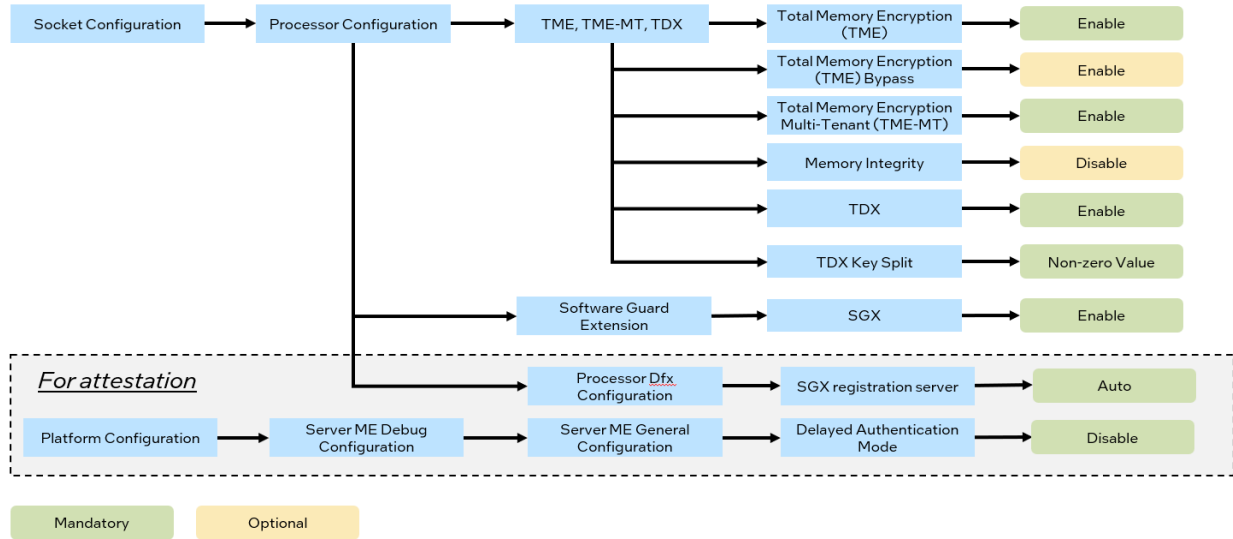 Socket Configuration
Processor Configuration
TME, TME-MT, TDX
Total Memory Encryption
(TME)
Enable
Total Memory Encryption
(TME) Bypass
Enable
Total Memory Encryption
Multi-Tenant (TME-MT)
Enable
Memory Integrity
Disable
TDX
Enable
TDX Key Split
Non-zero Value
Software Guard
Extension
SGX
Enable
For attestation
Processor Dfx
Configuration
SGX registration server
Auto
Platform Configuration
Server ME Debug
Configuration
Server ME General
Configuration
Delayed Authentication
Mode
Disable
Mandatory
Optional